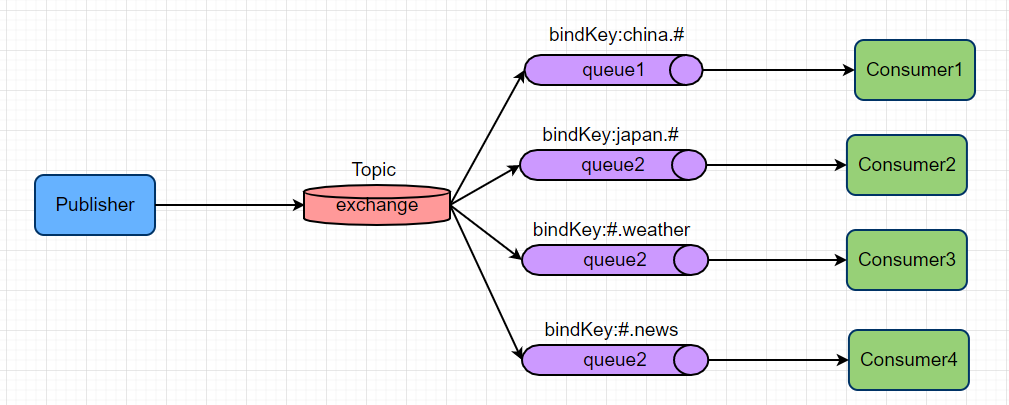 bindKey:china.#
queue1
Consumer1
bindKey:japan.#
queue2
Consumer2
Topic
Publisher
exchange
bindKey:#.weather
queue2
Consumer3
bindKey:#.news
queue2
Consumer4